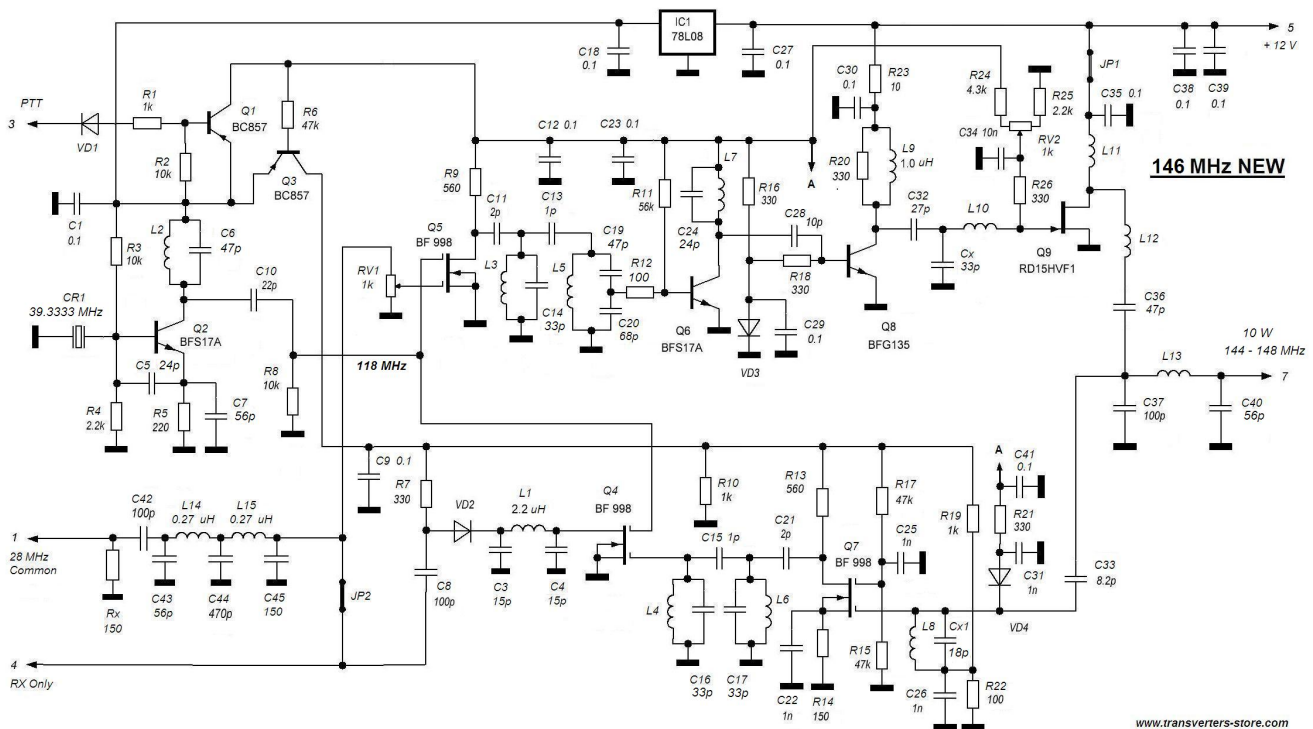 IC1
78L08
C18
0.1
C27
0.1
5
+ 12 V
PTT
3
VD1
R1
1k
Q1
BC857
R6
47k
R2
10k
Q3
BC857
C1
0.1
L2
C6
47p
R3
10k
CR1
39.3333 MHz
Q2
BFS17A
C10
22p
C5
24p
R4
2.2k
R5
220
C7
56p
R8
10k
118 MHz
R9
560
C12 0.1
C23 0.1
Q5
BF 998
RV1
1k
C11
2p
C13
1p
L3
C14
33p
L5
C19
47p
C20
68p
R12
100
R11
56k
L7
C24
24p
Q6
BFS17A
R16
330
VD3
C28
10p
R18
330
C29
0.1
A
C30
0.1
R23
10
R20
330
L9
1.0 uH
Q8
BFG135
C32
27p
Cx
33p
L10
R24
4.3k
R25
2.2k
RV2
1k
C34 10n
R26
330
JP1
C35 0.1
L11
C38
0.1
C39
0.1
146 MHz NEW
Q9
RD15HVF1
L12
C36
47p
10 W
144 - 148 MHz
7
L13
C37
100p
C40
56p
C9 0.1
R7
330
VD2
L1
2.2 uH
C3
15p
C4
15p
C8
100p
Q4
BF 998
R10
1k
C15 1p
C21
2p
R13
560
R17
47k
C25
1n
Q7
BF 998
L4
C16
33p
C17
33p
L6
C22
1n
R14
150
R15
47k
L8
Cx1
18p
C26
1n
R19
1k
R22
100
A
C41
0.1
R21
330
C31
1n
VD4
C33
8.2p
1
28 MHz
Common
C42
100p
L14
0.27 uH
L15
0.27 uH
Rx
150
C43
56p
C44
470p
C45
150
JP2
4
RX Only
www.transverters-store.com